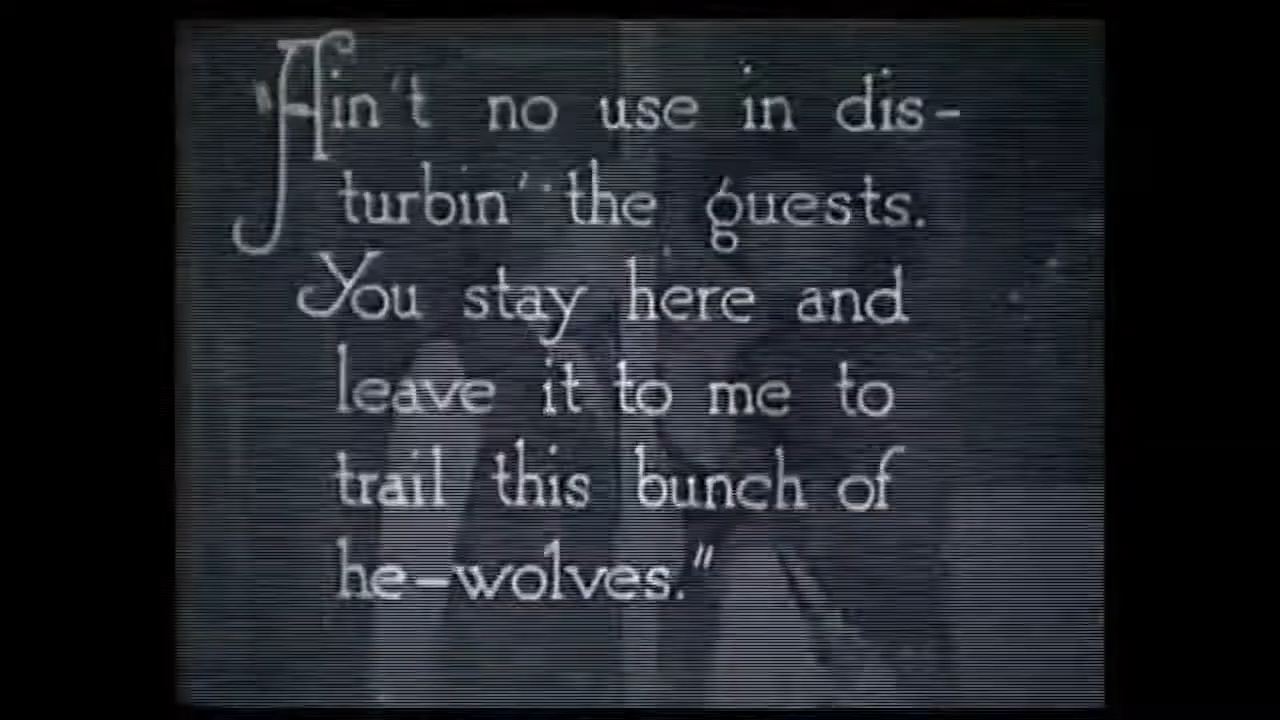 "Ain't no use in dis-
turbin' the guests.
You stay here and
leave it to me to
trail this bunch of
he-wolves."